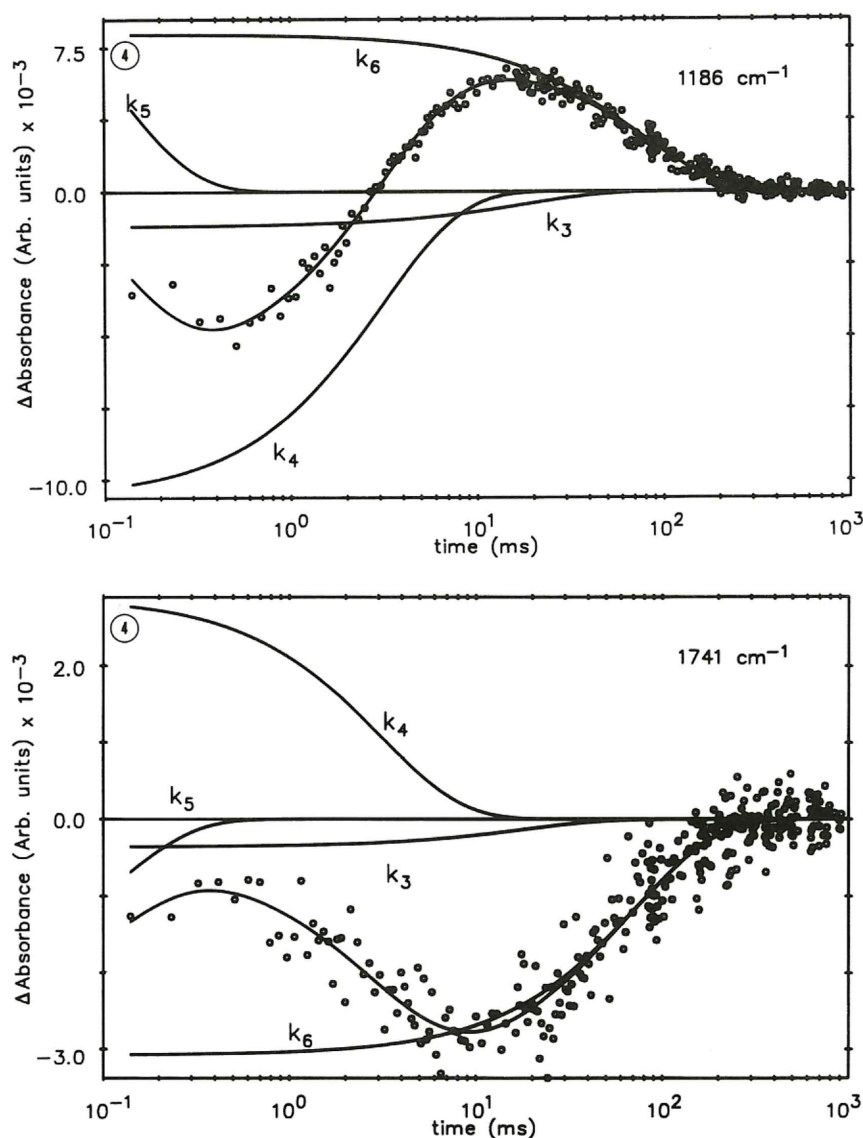 ④
7.5
k6
1186 cm⁻¹
k5
0.0
k3
k4
−10.0
ΔAbsorbance (Arb. units) x 10⁻³
10⁻¹
10⁰
10¹
10²
10³
time (ms)
④
2.0
1741 cm⁻¹
k4
k5
0.0
k3
k6
−3.0
ΔAbsorbance (Arb. units) x 10⁻³
10⁻¹
10⁰
10¹
10²
10³
time (ms)